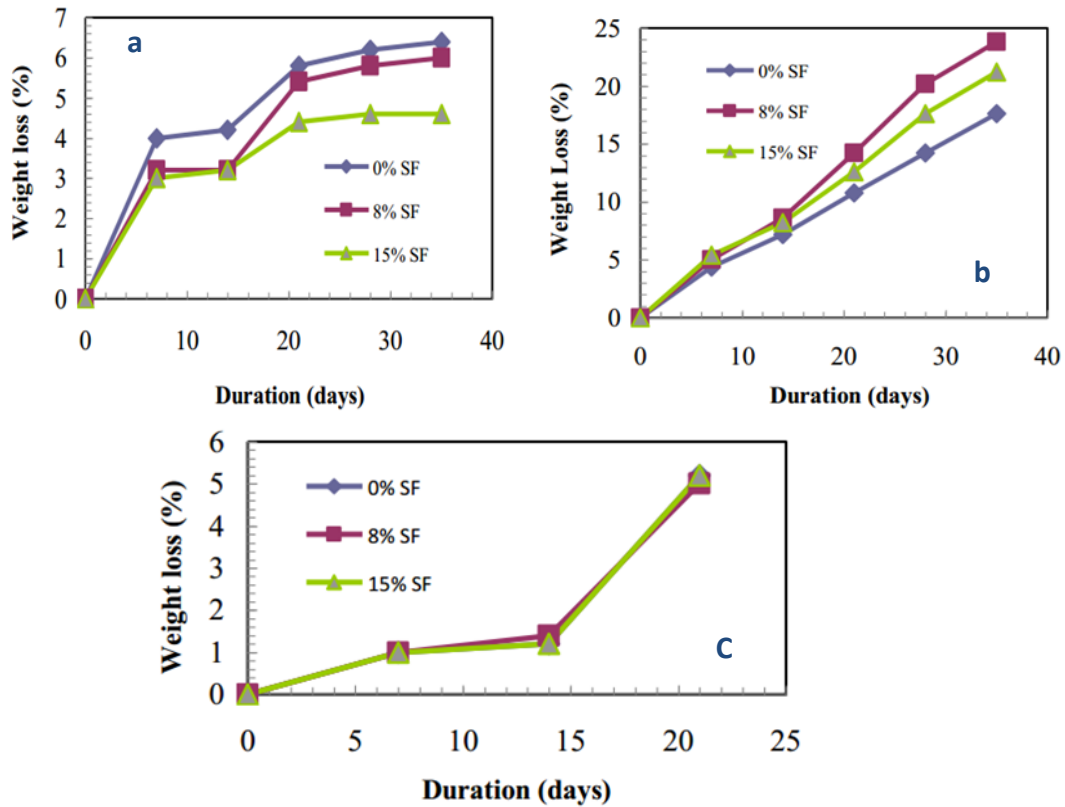 a
Weight loss (%)
7
6
5
4
3
2
1
0
0% SF
8% SF
15% SF
0 10 20 30 40
Duration (days)
b
Weight Loss (%)
25
20
15
10
5
0
0% SF
8% SF
15% SF
0 10 20 30 40
Duration (days)
C
Weight loss (%)
6
5
4
3
2
1
0
0% SF
8% SF
15% SF
0 5 10 15 20 25
Duration (days)